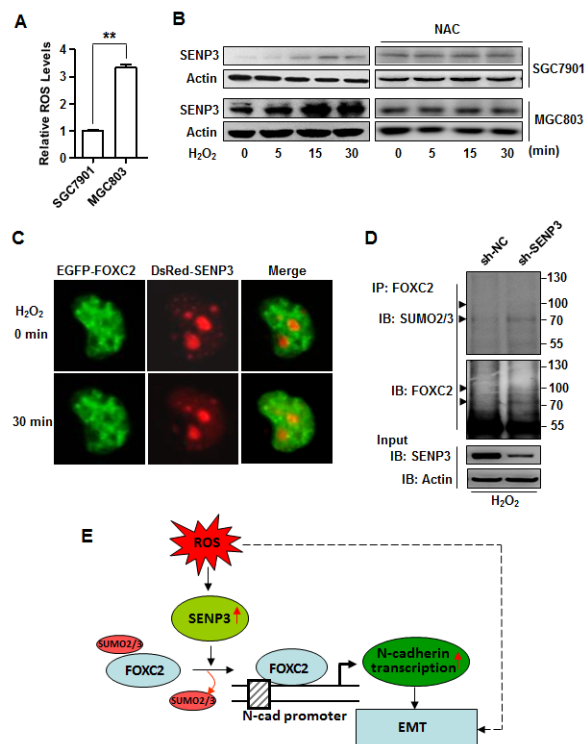 A
**
Relative ROS Levels
4
3
2
1
0
SGC7901
MGC803
B
NAC
SENP3
Actin
SGC7901
SENP3
Actin
MGC803
H₂O₂ 0 5 15 30 0 5 15 30 (min)
C
EGFP-FOXC2 DsRed-SENP3 Merge
H₂O₂
0 min
30 min
D
sh-NC
sh-SENP3
IP: FOXC2
IB: SUMO2/3
130
100
70
55
IB: FOXC2
130
100
70
55
Input
IB: SENP3
IB: Actin
H₂O₂
E
ROS
SENP3
SUMO2/3
FOXC2
SUMO2/3
FOXC2
N-cad promoter
N-cadherin
transcription
EMT